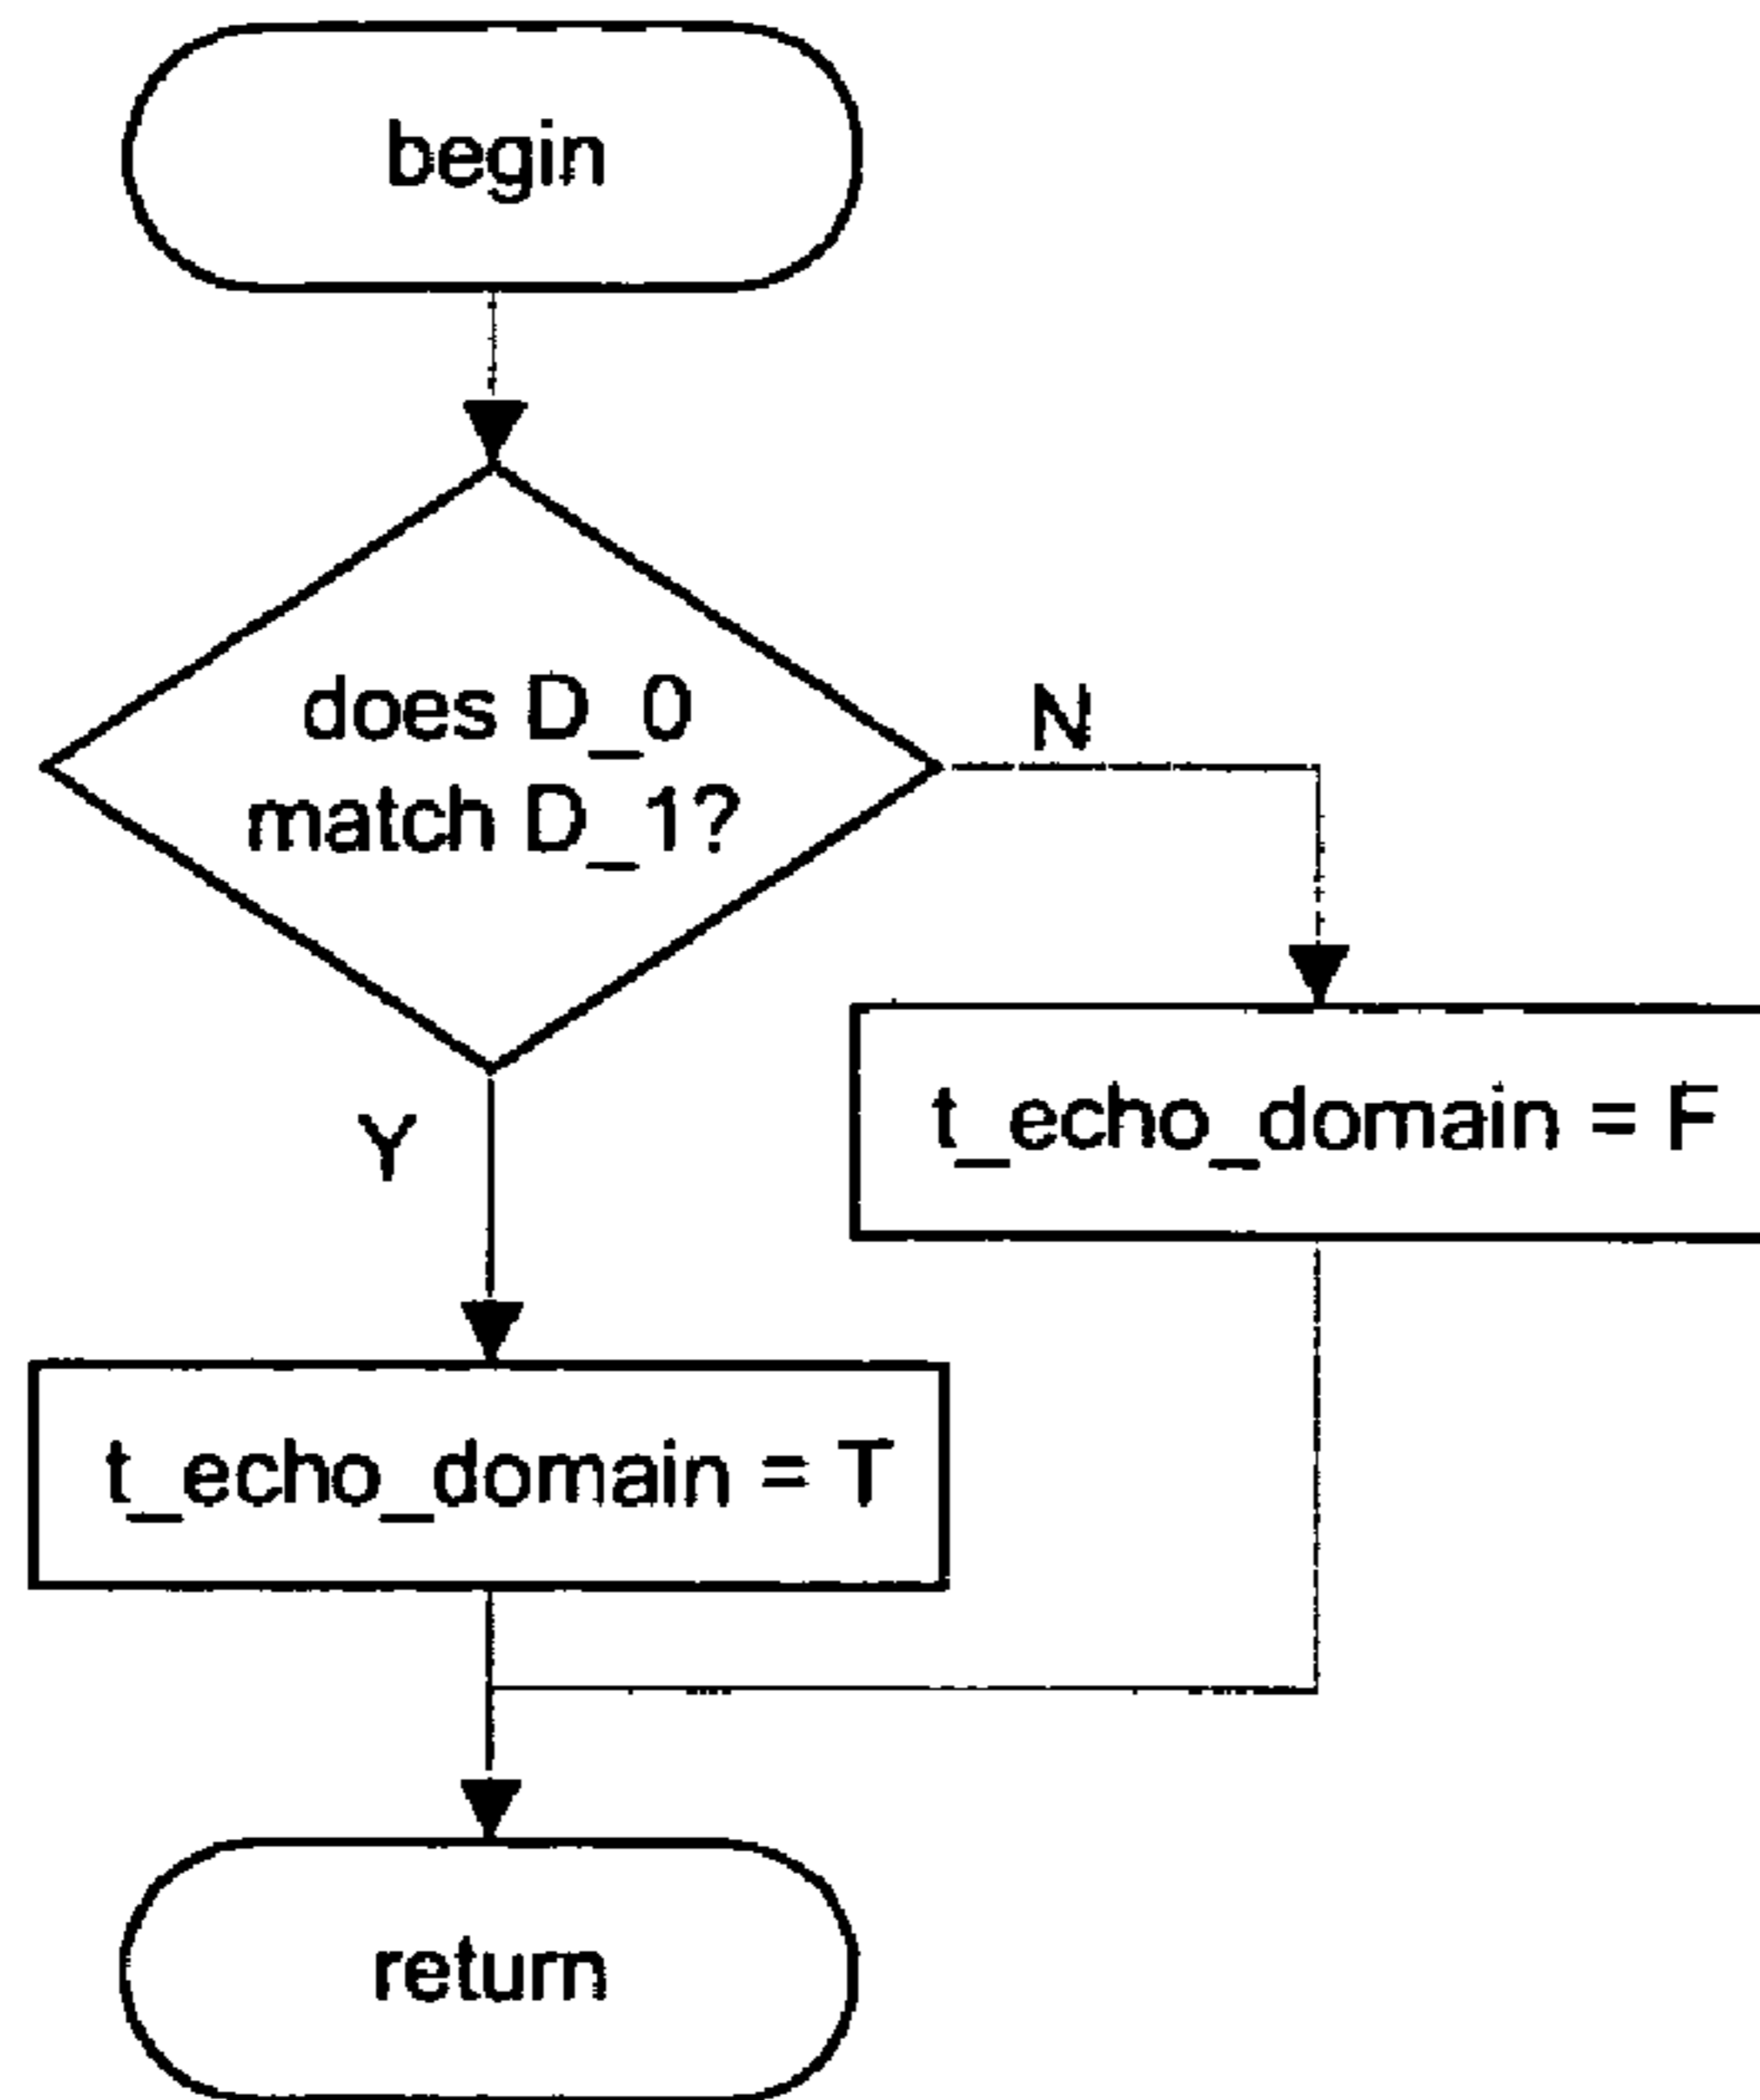 begin
does D_0
match D_1?
N
Y
t_echo_domain = F
t_echo_domain = T
return